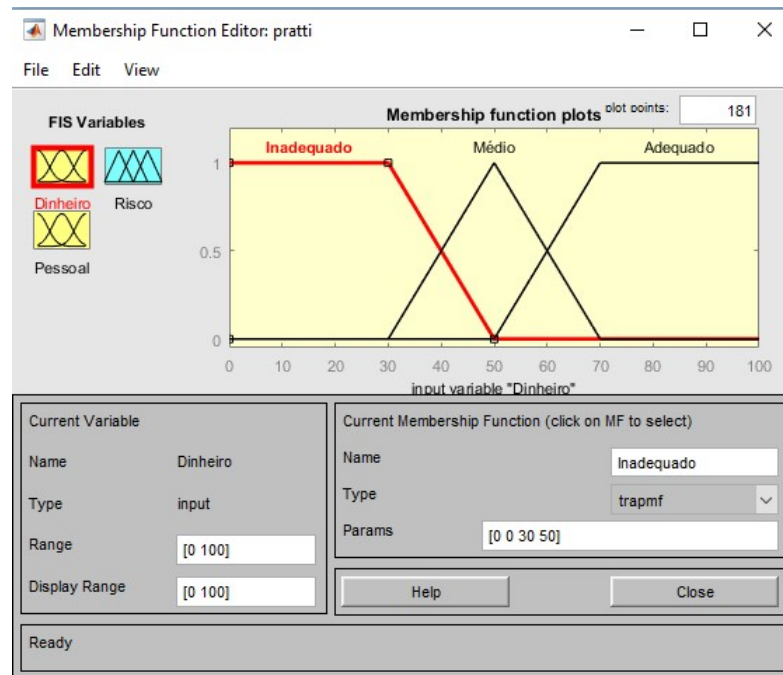 Membership Function Editor: pratti
File Edit View
FIS Variables
Dinheiro
Risco
Pessoal
Membership function plots
plot points:
181
Inadequado
Médio
Adequado
1
0.5
0
0 10 20 30 40 50 60 70 80 90 100
input variable "Dinheiro"
Current Variable
Name Dinheiro
Type input
Range [0 100]
Display Range [0 100]
Current Membership Function (click on MF to select)
Name Inadequado
Type trapmf
Params [0 0 30 50]
Help Close
Ready